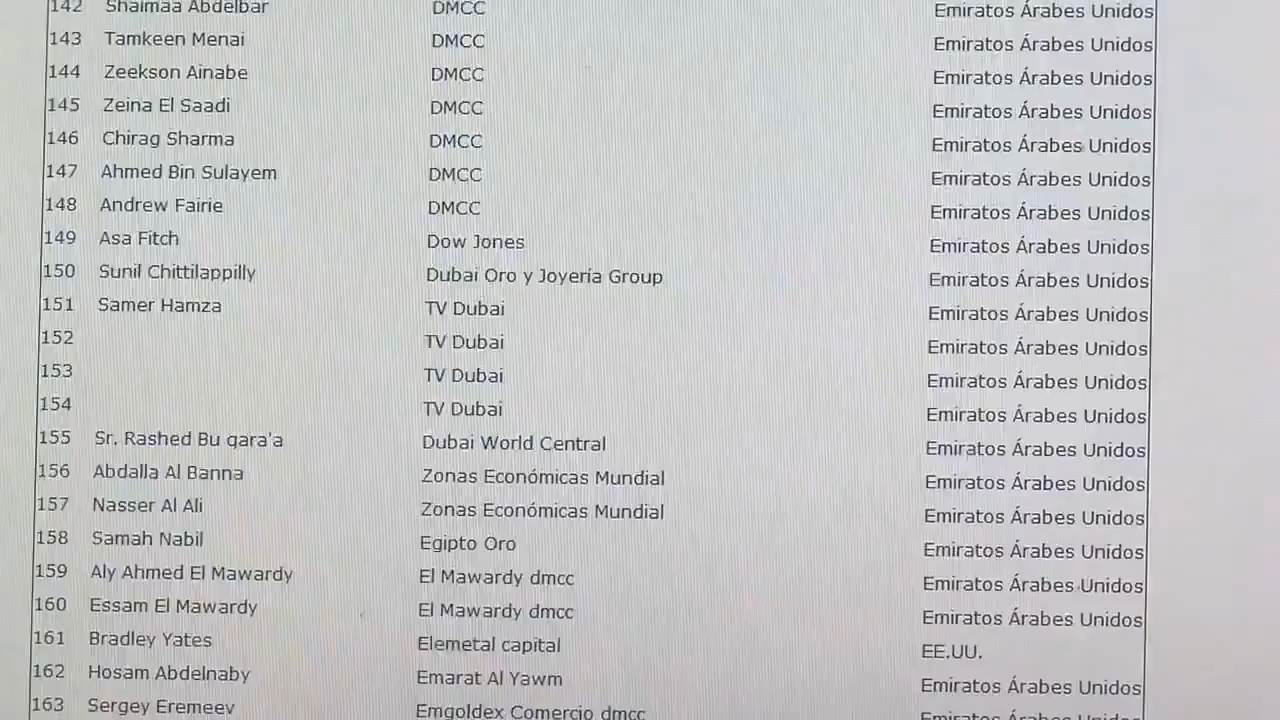 142 Shaimaa Abdelbar DMCC Emiratos Árabes Unidos
143 Tamkeen Menai DMCC Emiratos Árabes Unidos
144 Zeekson Ainabe DMCC Emiratos Árabes Unidos
145 Zeina El Saadi DMCC Emiratos Árabes Unidos
146 Chirag Sharma DMCC Emiratos Árabes Unidos
147 Ahmed Bin Sulayem DMCC Emiratos Árabes Unidos
148 Andrew Fairie DMCC Emiratos Árabes Unidos
149 Asa Fitch Dow Jones Emiratos Árabes Unidos
150 Sunil Chittilappilly Dubai Oro y Joyería Group Emiratos Árabes Unidos
151 Samer Hamza TV Dubai Emiratos Árabes Unidos
152 TV Dubai Emiratos Árabes Unidos
153 TV Dubai Emiratos Árabes Unidos
154 TV Dubai Emiratos Árabes Unidos
155 Sr. Rashed Bu qara'a Dubai World Central Emiratos Árabes Unidos
156 Abdalla Al Banna Zonas Económicas Mundial Emiratos Árabes Unidos
157 Nasser Al Ali Zonas Económicas Mundial Emiratos Árabes Unidos
158 Samah Nabil Egipto Oro Emiratos Árabes Unidos
159 Aly Ahmed El Mawardy El Mawardy dmcc Emiratos Árabes Unidos
160 Essam El Mawardy El Mawardy dmcc Emiratos Árabes Unidos
161 Bradley Yates Elemetal capital EE.UU.
162 Hosam Abdelnaby Emarat Al Yawm Emiratos Árabes Unidos
163 Sergey Eremeev Emgoldex Comercio dmcc Emiratos Árabes Unidos